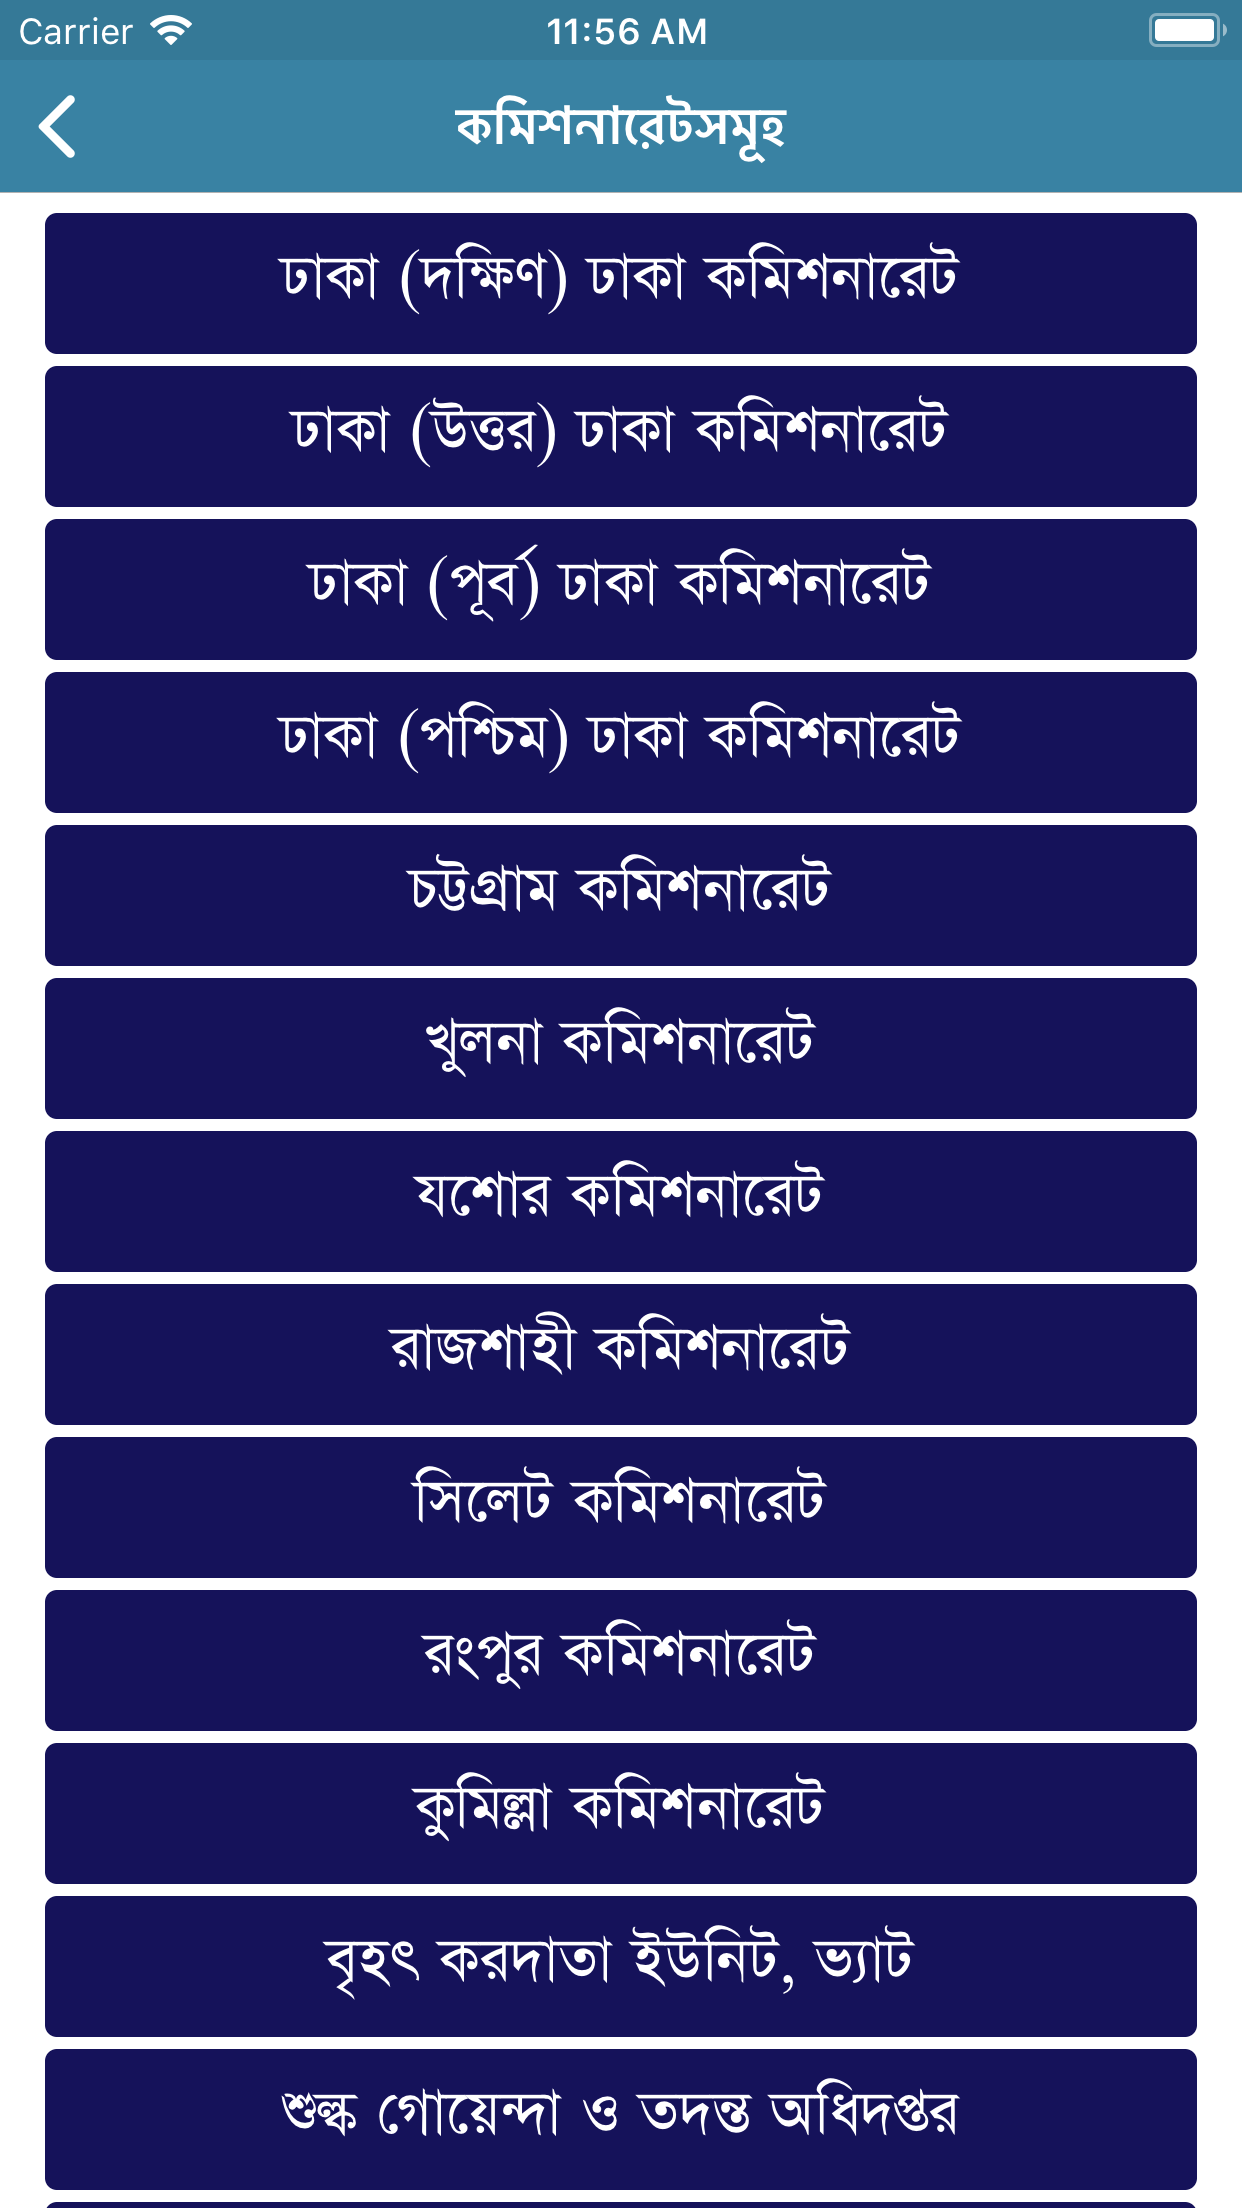 Carrier 11:56 AM
কমিশনারেটসমূহ
ঢাকা (দক্ষিণ) ঢাকা কমিশনারেট
ঢাকা (উত্তর) ঢাকা কমিশনারেট
ঢাকা (পূর্ব) ঢাকা কমিশনারেট
ঢাকা (পশ্চিম) ঢাকা কমিশনারেট
চট্টগ্রাম কমিশনারেট
খুলনা কমিশনারেট
যশোর কমিশনারেট
রাজশাহী কমিশনারেট
সিলেট কমিশনারেট
রংপুর কমিশনারেট
কুমিল্লা কমিশনারেট
বৃহৎ করদাতা ইউনিট, ভ্যাট
শুল্ক গোয়েন্দা ও তদন্ত অধিদপ্তর